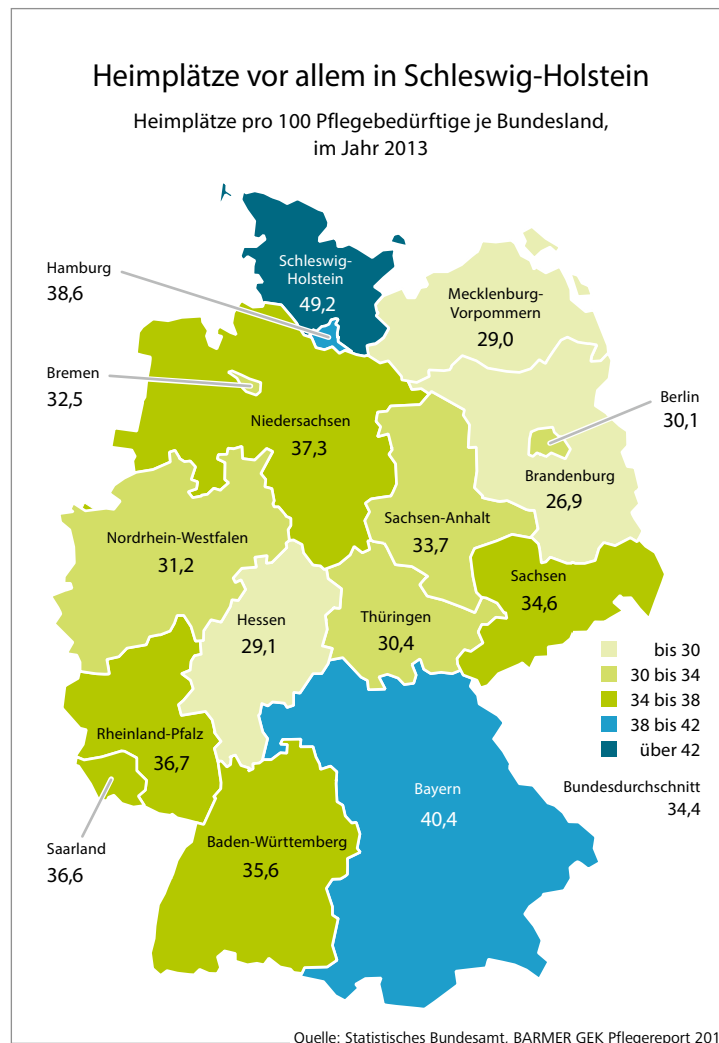 Heimplätze vor allem in Schleswig-Holstein
Heimplätze pro 100 Pflegebedürftige je Bundesland,
im Jahr 2013
Hamburg
38,6
Schleswig-
Holstein
49,2
Mecklenburg-
Vorpommern
29,0
Bremen
32,5
Niedersachsen
37,3
Berlin
30,1
Brandenburg
26,9
Nordrhein-Westfalen
31,2
Sachsen-Anhalt
33,7
Sachsen
34,6
Hessen
29,1
Thüringen
30,4
bis 30
30 bis 34
34 bis 38
38 bis 42
über 42
Rheinland-Pfalz
36,7
Bayern
40,4
Bundesdurchschnitt
34,4
Saarland
36,6
Baden-Württemberg
35,6
Quelle: Statistisches Bundesamt, BARMER GEK Pflegereport 201